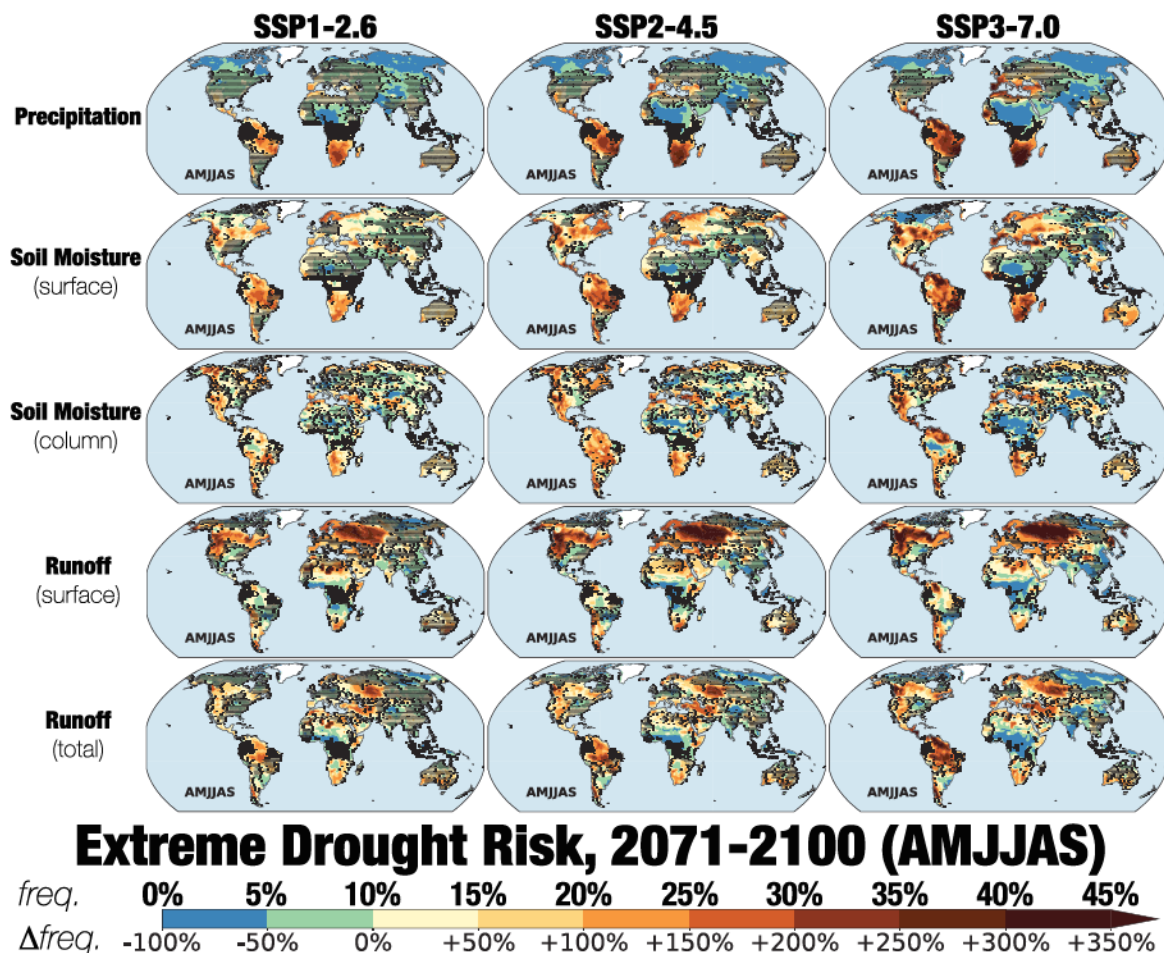 SSP1-2.6 SSP2-4.5 SSP3-7.0
Precipitation
AMJJAS AMJJAS AMJJAS
Soil Moisture
(surface)
AMJJAS AMJJAS AMJJAS
Soil Moisture
(column)
AMJJAS AMJJAS AMJJAS
Runoff
(surface)
AMJJAS AMJJAS AMJJAS
Runoff
(total)
AMJJAS AMJJAS AMJJAS
Extreme Drought Risk, 2071-2100 (AMJJAS)
freq. 0% 5% 10% 15% 20% 25% 30% 35% 40% 45%
Δfreq. -100% -50% 0% +50% +100% +150% +200% +250% +300% +350%